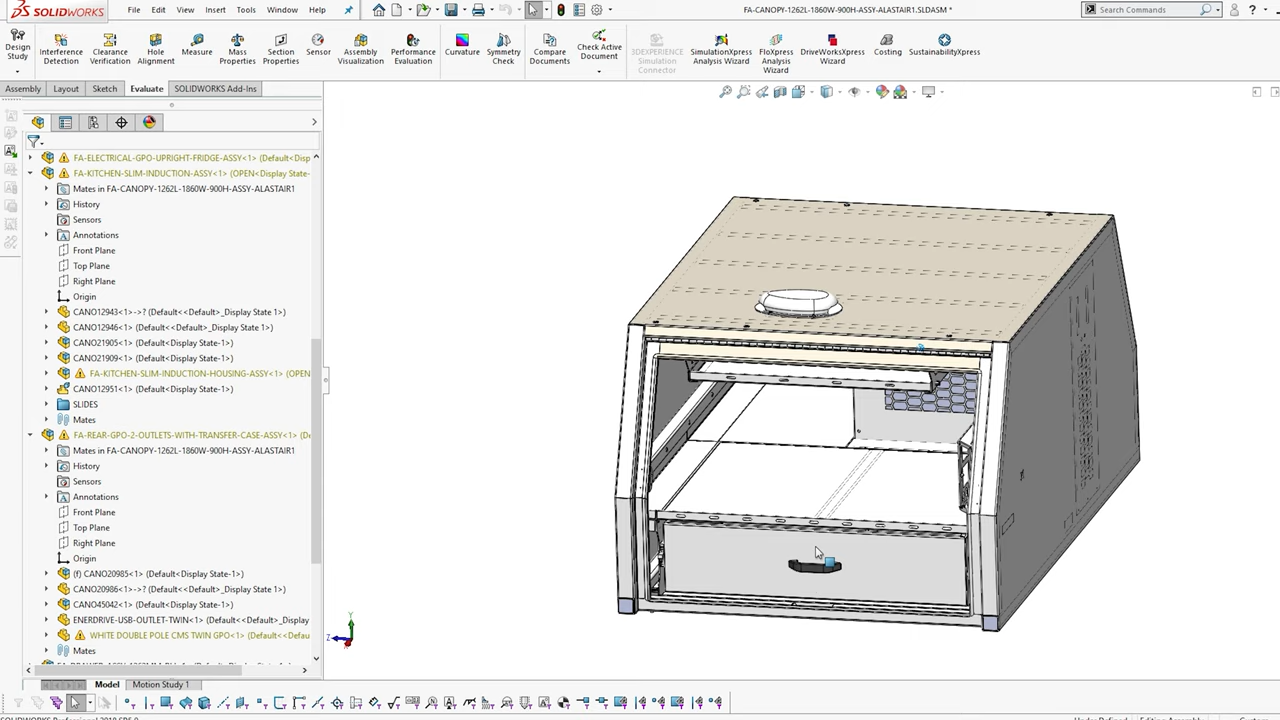 SOLIDWORKS File Edit View Insert Tools Window Help FA-CANOPY-1262L-1860W-900H-ASSY-ALASTAIR1.SLDASM * Search Commands
Design Study Interference Detection Clearance Verification Hole Alignment Measure Mass Properties Section Properties Sensor Assembly Visualization Performance Evaluation Curvature Symmetry Check Compare Documents Check Active Document 3DEXPERIENCE Simulation Connector SimulationXpress Analysis Wizard FloXpress Analysis Wizard DriveWorksXpress Wizard Costing SustainabilityXpress
Assembly Layout Sketch Evaluate SOLIDWORKS Add-Ins
FA-ELECTRICAL-GPO-UPRIGHT-FRIDGE-ASSY<1> (Default<Disp
FA-KITCHEN-SLIM-INDUCTION-ASSY<1> (OPEN<Display State-
Mates in FA-CANOPY-1262L-1860W-900H-ASSY-ALASTAIR1
History
Sensors
Annotations
Front Plane
Top Plane
Right Plane
Origin
CANO12943<1>->? (Default<<Default>_Display State 1>)
CANO12946<1> (Default<<Default>_Display State 1>)
CANO21905<1> (Default<Display State-1>)
CANO21909<1> (Default<Display State-1>)
FA-KITCHEN-SLIM-INDUCTION-HOUSING-ASSY<1> (OPEN
CANO12951<1> (Default<Display State-1>)
SLIDES
Mates
FA-REAR-GPO-2-OUTLETS-WITH-TRANSFER-CASE-ASSY<1> (De
Mates in FA-CANOPY-1262L-1860W-900H-ASSY-ALASTAIR1
History
Sensors
Annotations
Front Plane
Top Plane
Right Plane
Origin
(f) CANO20985<1> (Default<Display State-1>)
CANO20986<1>->? (Default<<Default>_Display State 1>)
CANO45042<1> (Default<Display State-1>)
ENERDRIVE-USB-OUTLET-TWIN<1> (Default<<Default>_Displa
WHITE DOUBLE POLE CMS TWIN GPO<1> (Default<<Defau
Mates
Y
Z
Model Motion Study 1